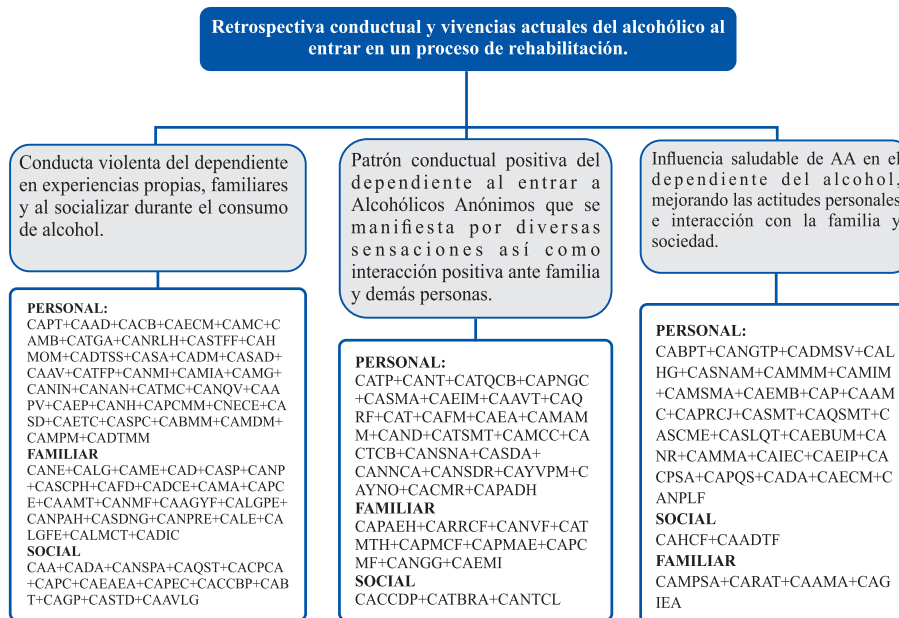 Retrospectiva conductual y vivencias actuales del alcohólico al
entrar en un proceso de rehabilitación.
Conducta violenta del dependiente
en experiencias propias, familiares
y al socializar durante el consumo
de alcohol.
PERSONAL:
CAPT+CAAD+CACB+CAECM+CAMC+C
AMB+CATGA+CANRLH+CASTFF+CAH
MOM+CADTSS+CASA+CADM+CASAD+
CAAV+CATFP+CANMI+CAMIA+CAMG+
CANIN+CANAN+CATMC+CANQV+CAA
PV+CAEP+CANH+CAPCMM+CNECE+CA
SD+CAETC+CASPC+CABMM+CAMDM+
CAMPM+CADTMM
FAMILIAR
CANE+CALG+CAME+CAD+CASP+CANP
+CASCPH+CAFD+CADCE+CAMA+CAPC
E+CAAMT+CANMF+CAAGYF+CALGPE+
CANPAH+CASDNG+CANPRE+CALE+CA
LGFE+CALMCT+CADIC
SOCIAL
CAA+CADA+CANSPA+CAQST+CACPCA
+CAPC+CAEAEA+CAPEC+CACCBP+CAB
T+CAGP+CASTD+CAAVLG
Patrón conductual positiva del
dependiente al entrar a
Alcohólicos Anónimos que se
manifiesta por diversas
sensaciones así como
interacción positiva ante familia
y demás personas.
PERSONAL:
CATP+CANT+CATQCB+CAPNGC
+CASMA+CAEIM+CAAVT+CAQ
RF+CAT+CAFM+CAEA+CAMAM
M+CAND+CATSMT+CAMCC+CA
CTCB+CANSNA+CASDA+
CANNCA+CANSDR+CAYVPM+C
AYNO+CACMR+CAPADH
FAMILIAR
CAPAEH+CARRCF+CANVF+CAT
MTH+CAPMCF+CAPMAE+CAPC
MF+CANGG+CAEMI
SOCIAL
CACCDP+CATBRA+CANTCL
Influencia saludable de AA en el
dependiente del alcohol,
mejorando las actitudes personales
e interacción con la familia y
sociedad.
PERSONAL:
CABPT+CANGTP+CADMSV+CAL
HG+CASNAM+CAMMM+CAMIM
+CAMSMA+CAEMB+CAP+CAAM
C+CAPRCJ+CASMT+CAQSMT+C
ASCME+CASLQT+CAEBUM+CA
NR+CAMMA+CAIEC+CAEIP+CA
CPSA+CAPQS+CADA+CAECM+C
ANPLF
SOCIAL
CAHCF+CAADTF
FAMILIAR
CAMPSA+CARAT+CAAMA+CAG
IEA